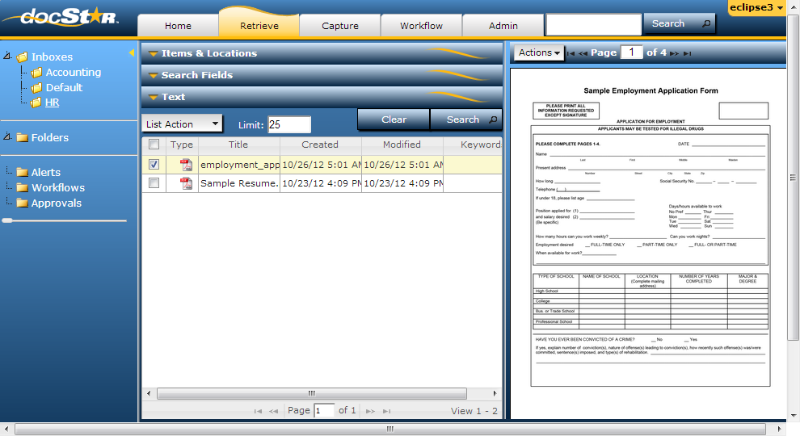 docStar
Home
Retrieve
Capture
Workflow
Admin
Search
eclipse3
Inboxes
Accounting
Default
HR
Folders
Alerts
Workflows
Approvals
Items & Locations
Search Fields
Text
List Action Limit: 25 Clear Search
Type Title Created Modified Keyword
employment_app 10/26/12 5:01 AM 10/26/12 5:01 AM
Sample Resume. 10/23/12 4:09 PM 10/23/12 4:09 PM
Page 1 of 1 View 1 - 2
Actions Page 1 of 4
Sample Employment Application Form
PLEASE PRINT ALL
INFORMATION REQUESTED
EXCEPT SIGNATURE
APPLICATION FOR EMPLOYMENT
APPLICANTS MAY BE TESTED FOR ILLEGAL DRUGS
PLEASE COMPLETE PAGES 1-4. DATE
Name
Last First Middle Maiden
Present address
Number Street City State Zip
How long Social Security No. – –
Telephone ( )
If under 18, please list age
Days/hours available to work
Position applied for (1) No Pref Thur
and salary desired (2) Mon Fri
(Be specific) Tue Sat
Wed Sun
How many hours can you work weekly? Can you work nights?
Employment desired FULL-TIME ONLY PART-TIME ONLY FULL- OR PART-TIME
When available for work?
TYPE OF SCHOOL NAME OF SCHOOL LOCATION (Complete mailing address) NUMBER OF YEARS COMPLETED MAJOR & DEGREE
High School
College
Bus. or Trade School
Professional School
HAVE YOU EVER BEEN CONVICTED OF A CRIME? No Yes
If yes, explain number of conviction(s), nature of offense(s) leading to conviction(s), how recently such offense(s) was/were
committed, sentence(s) imposed, and type(s) of rehabilitation.